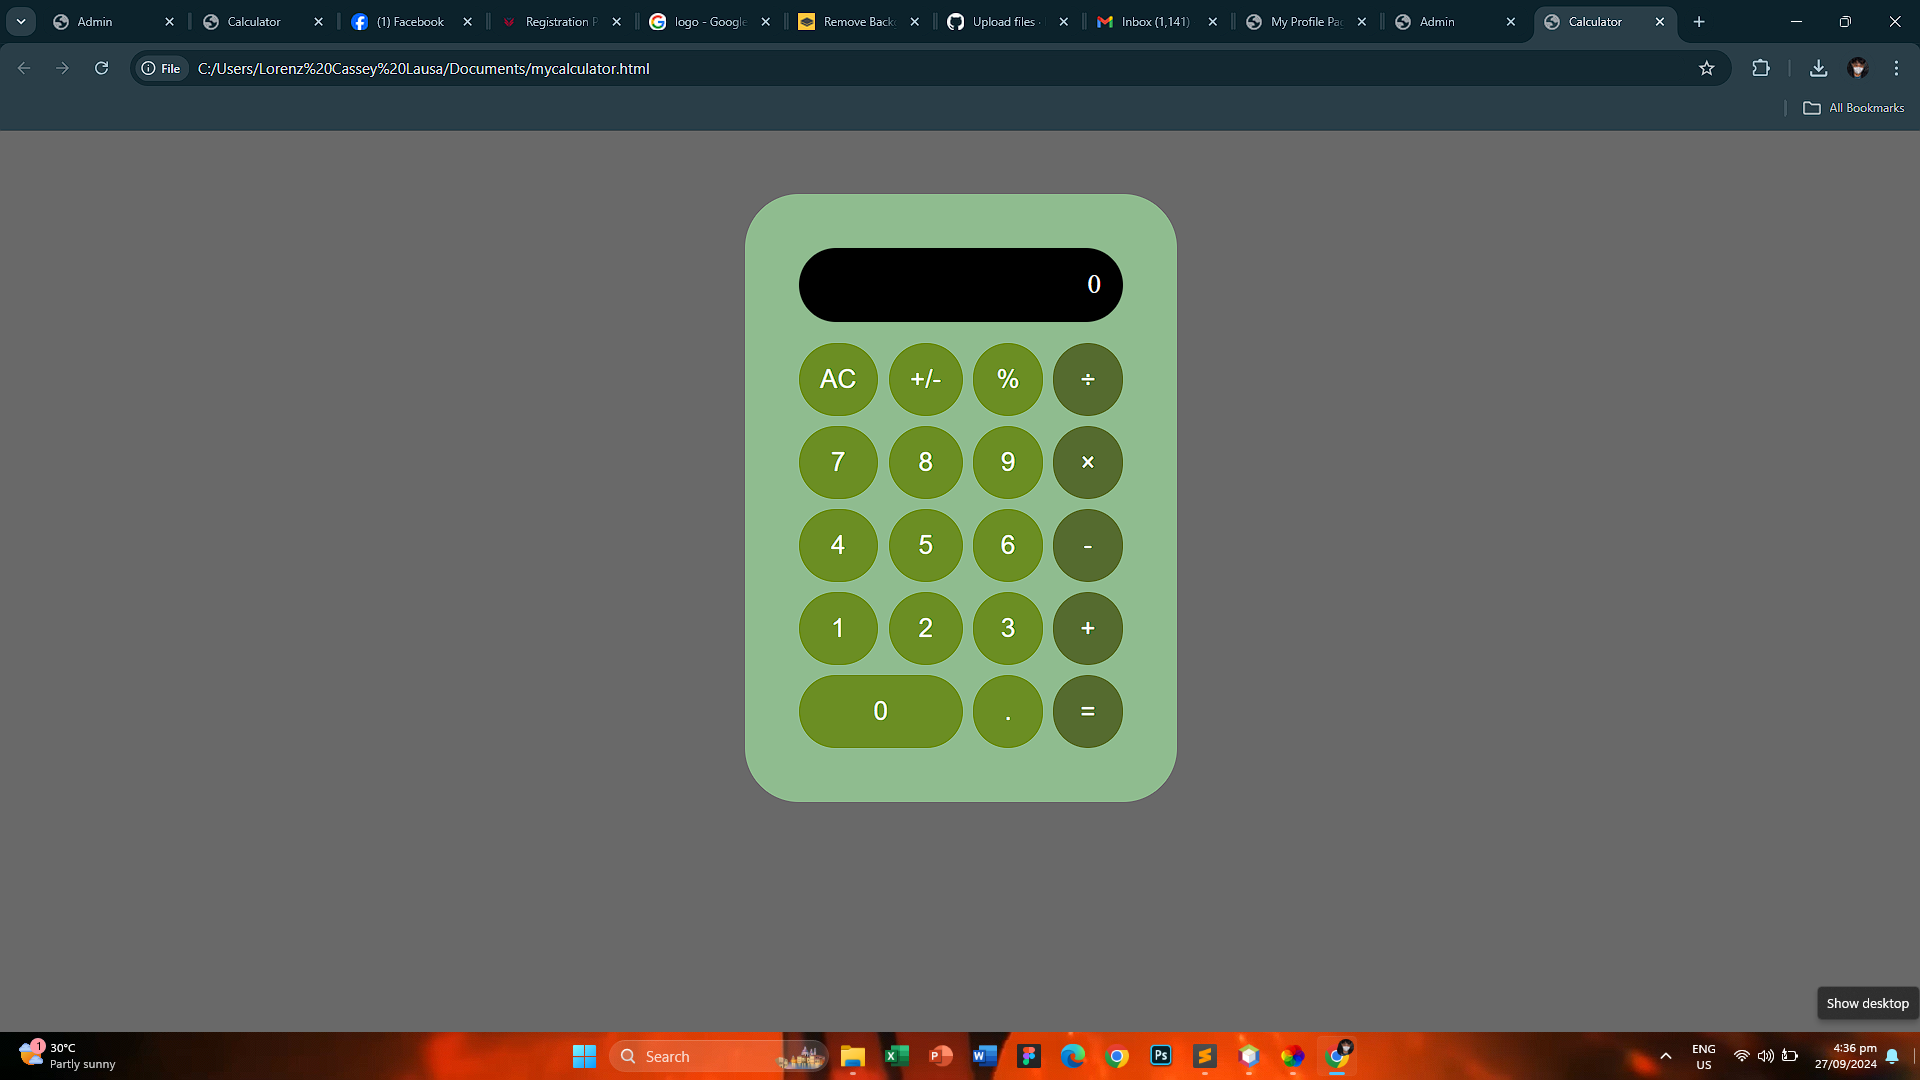 Admin
Calculator
(1) Facebook
Registration P
logo - Google
Remove Back
Upload files ·
Inbox (1,141)
My Profile Pa
Admin
Calculator
File
C:/Users/Lorenz%20Cassey%20Lausa/Documents/mycalculator.html
All Bookmarks
0
AC +/- % ÷
7 8 9 ×
4 5 6 -
1 2 3 +
0 . =
Show desktop
1
30°C
Partly sunny
Search
ENG
US
4:36 pm
27/09/2024